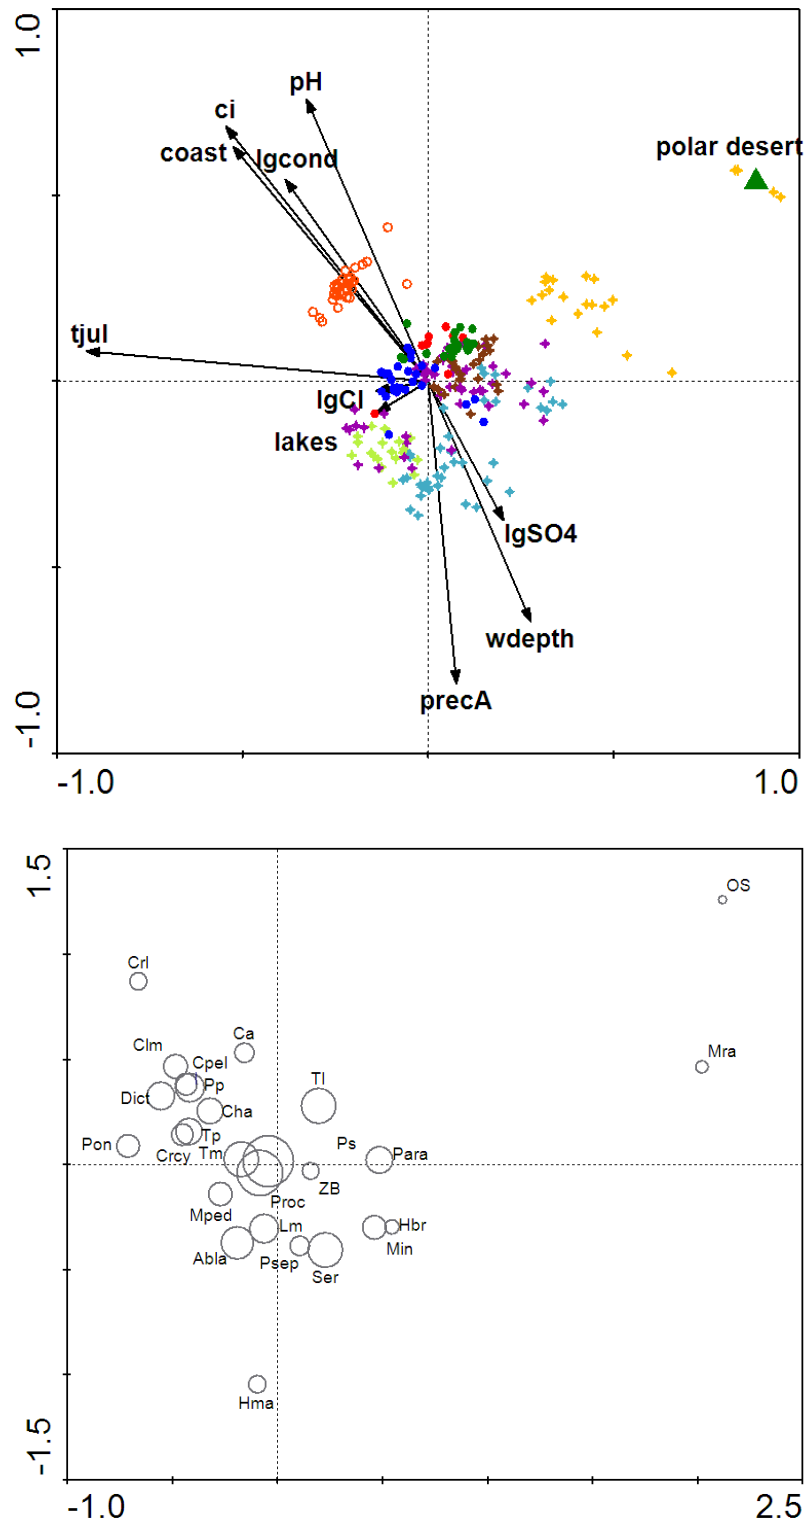 1.0
pH
ci
coast
lgcond
polar desert
tjul
lgCl
lakes
lgSO4
wdepth
precA
-1.0
-1.0
1.0
1.5
OS
Crl
Ca
Clm
Cpel
Mra
Tl
Pp
Dict
Cha
Tp
Ps
Pon
Tm
Para
Crcy
ZB
Proc
Mped
Lm
Hbr
Abla
Psep
Min
Ser
Hma
-1.5
-1.0
2.5